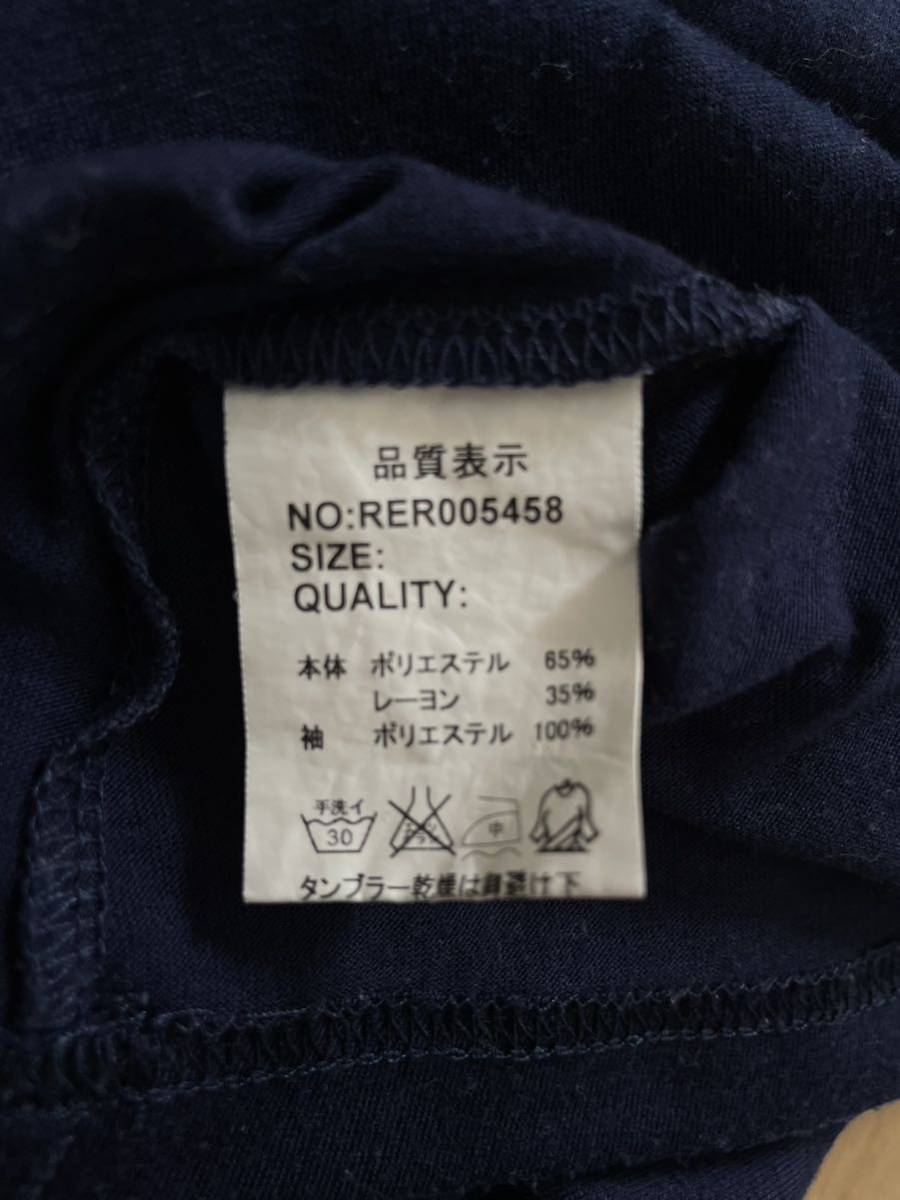 品質表示
NO:RER005458
SIZE:
QUALITY:
本体 ポリエステル 65%
レーヨン 35%
袖 ポリエステル 100%
手洗イ
30
中
タンブラー乾燥はお避け下